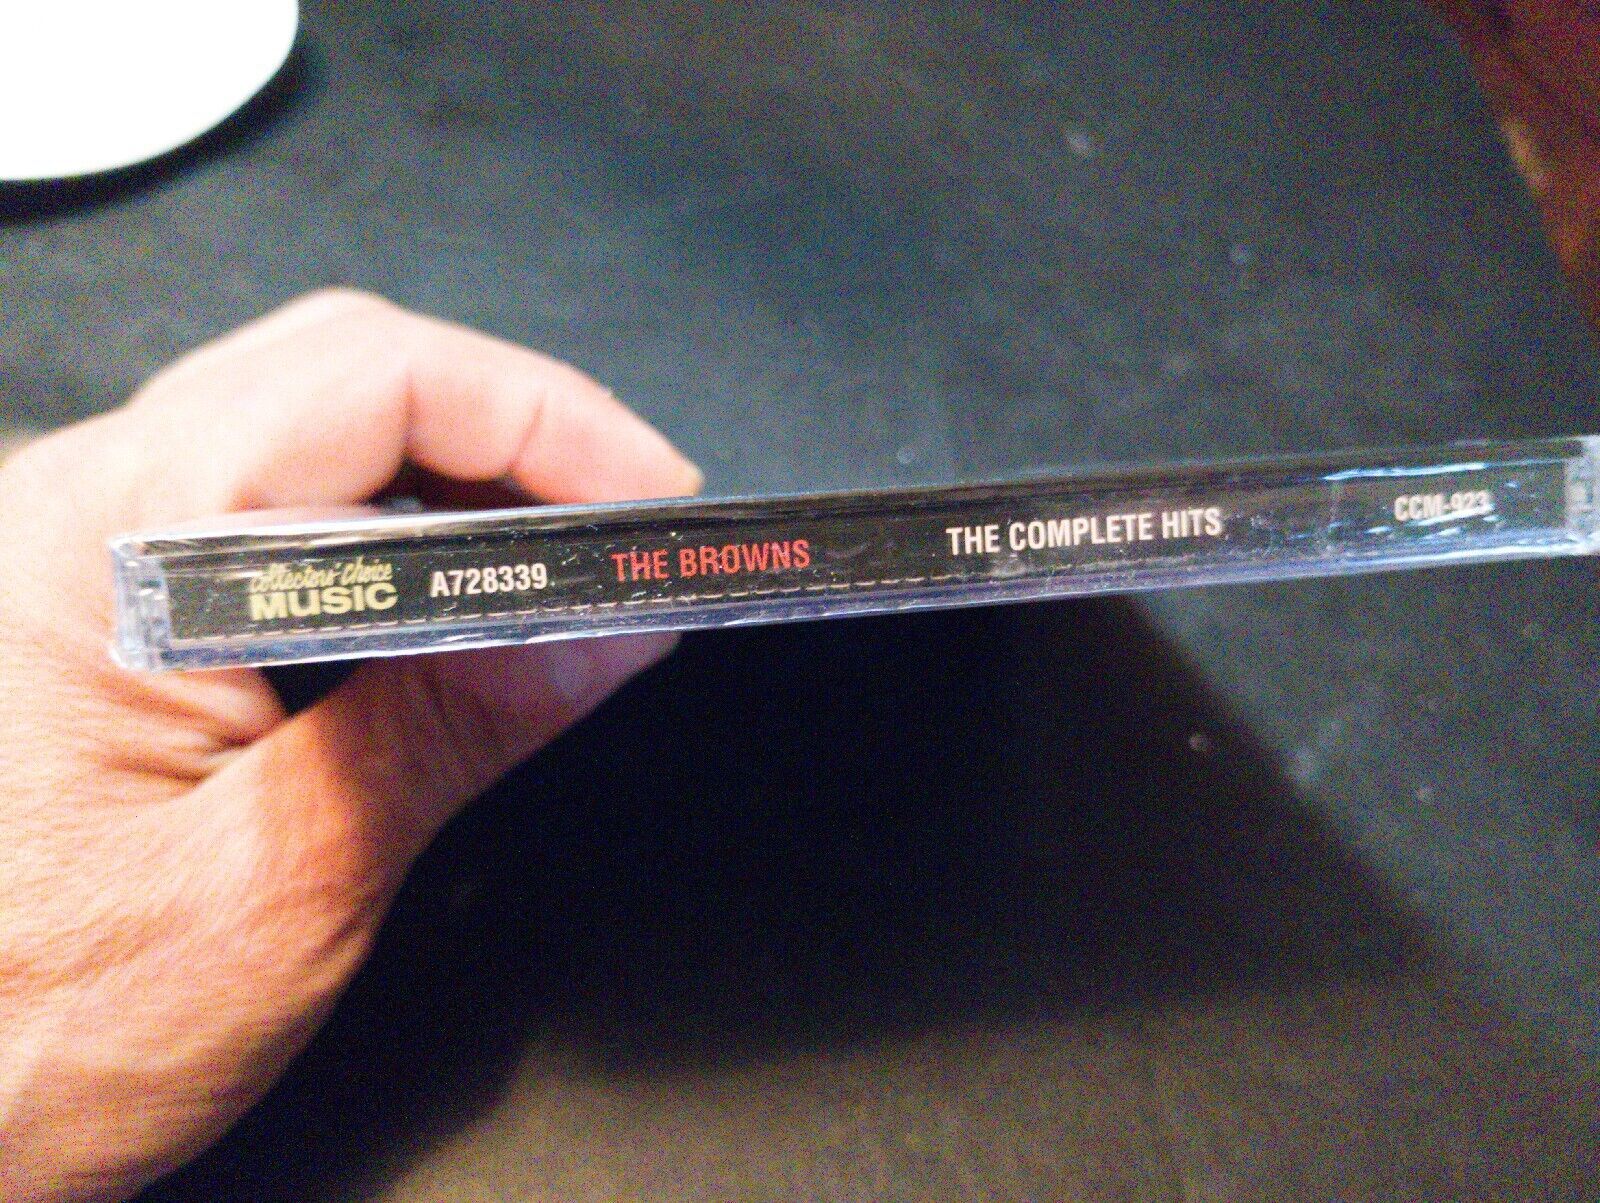 Collectors' Choice
MUSIC
A728339
THE BROWNS
THE COMPLETE HITS
CCM-923